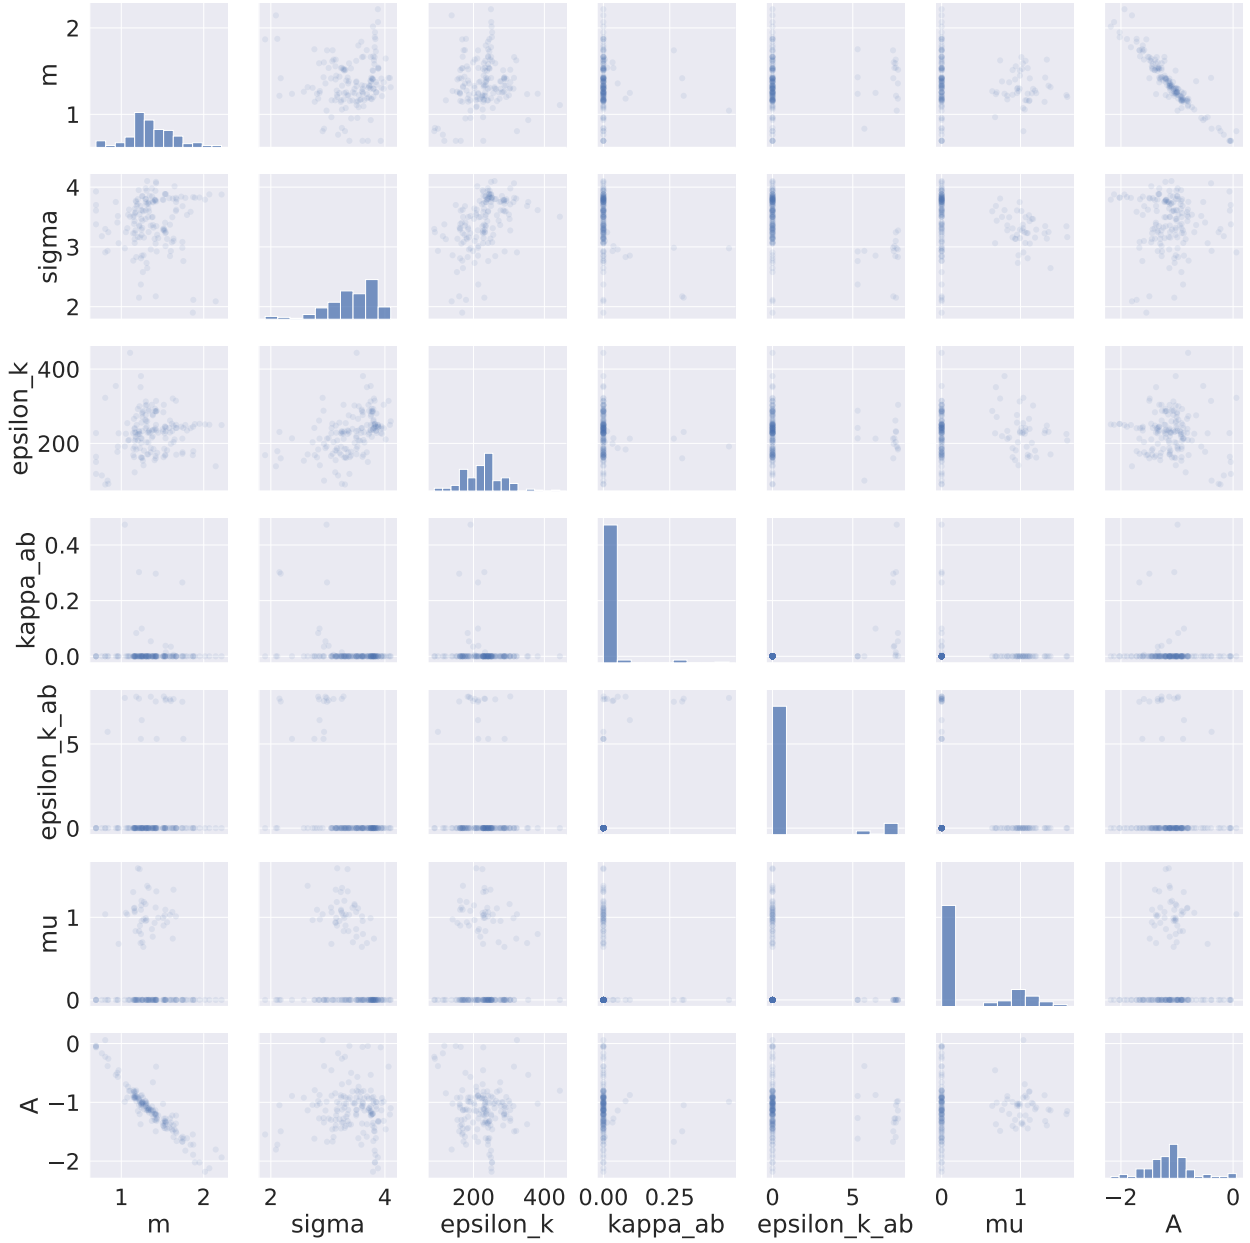 2
m
1
4
sigma
3
2
400
epsilon_k
200
0.4
kappa_ab
0.2
0.0
epsilon_k_ab
5
0
1
mu
0
0
A
−1
−2
1 2 2 4 200 400 0.00 0.25 0 5 0 1 −2 0
m sigma epsilon_k kappa_ab epsilon_k_ab mu A